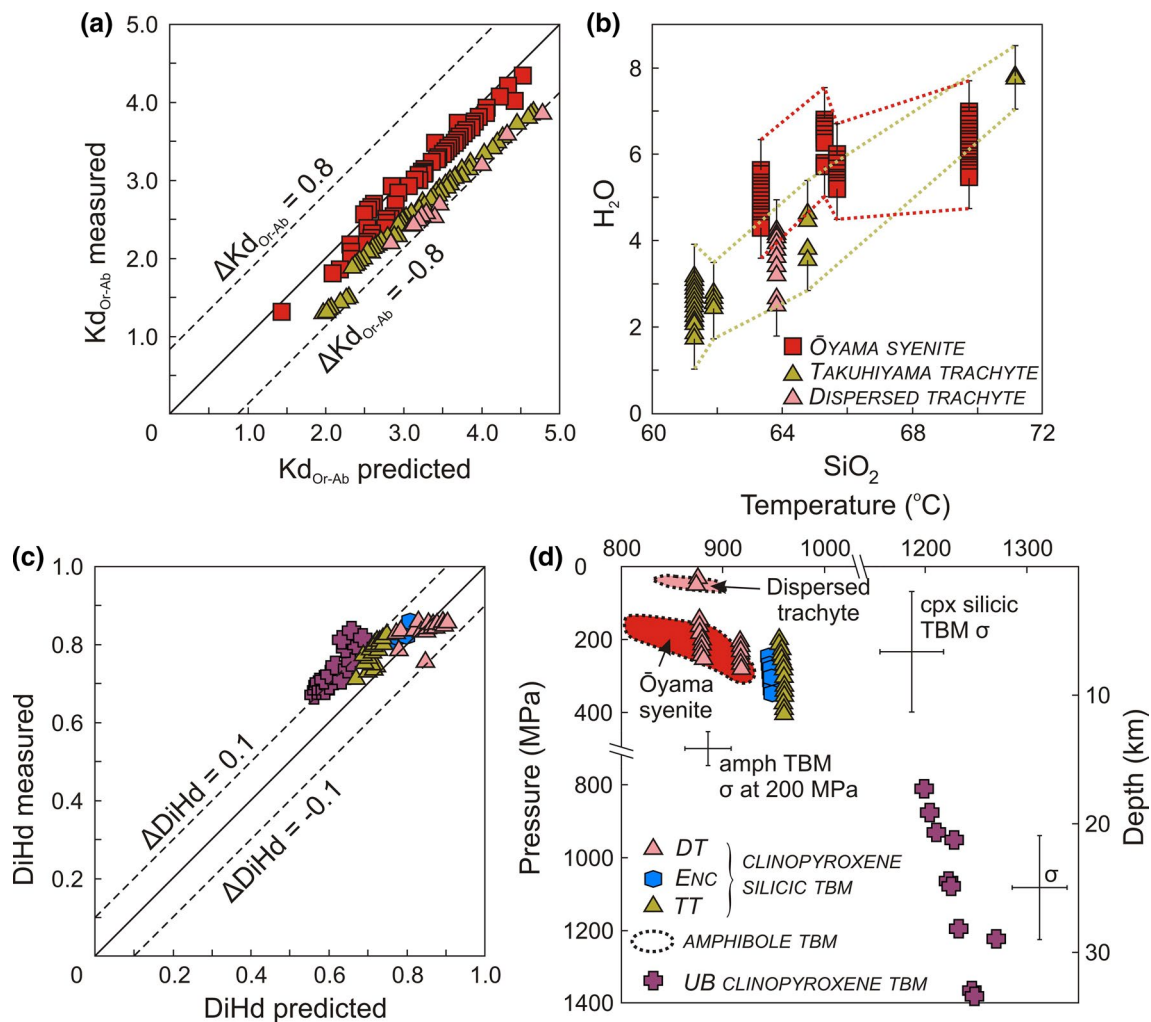 (a)
5.0
4.0
3.0
2.0
1.0
0
1.0
2.0
3.0
4.0
5.0
Kd_Or-Ab measured
Kd_Or-Ab predicted
ΔKd_Or-Ab = 0.8
ΔKd_Or-Ab = -0.8
(b)
8
6
4
2
0
60
64
68
72
H₂O
SiO₂
ŌYAMA SYENITE
TAKUHIYAMA TRACHYTE
DISPERSED TRACHYTE
(c)
1.0
0.8
0.6
0.4
0.2
0
0.2
0.4
0.6
0.8
1.0
DiHd measured
DiHd predicted
ΔDiHd = 0.1
ΔDiHd = -0.1
(d)
Temperature (°C)
800
900
1000
1200
1300
0
200
400
800
1000
1200
1400
Pressure (MPa)
10
20
30
Depth (km)
Dispersed
trachyte
cpx silicic
TBM σ
Ōyama
syenite
amph TBM
σ at 200 MPa
σ
DT
ENC
TT
CLINOPYROXENE
SILICIC TBM
AMPHIBOLE TBM
UB CLINOPYROXENE TBM